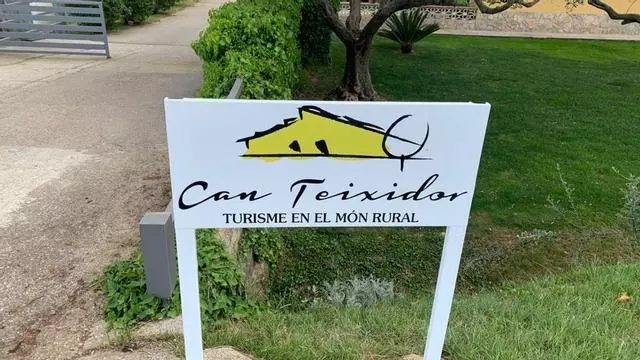 Can Teixidor
TURISME EN EL MÓN RURAL